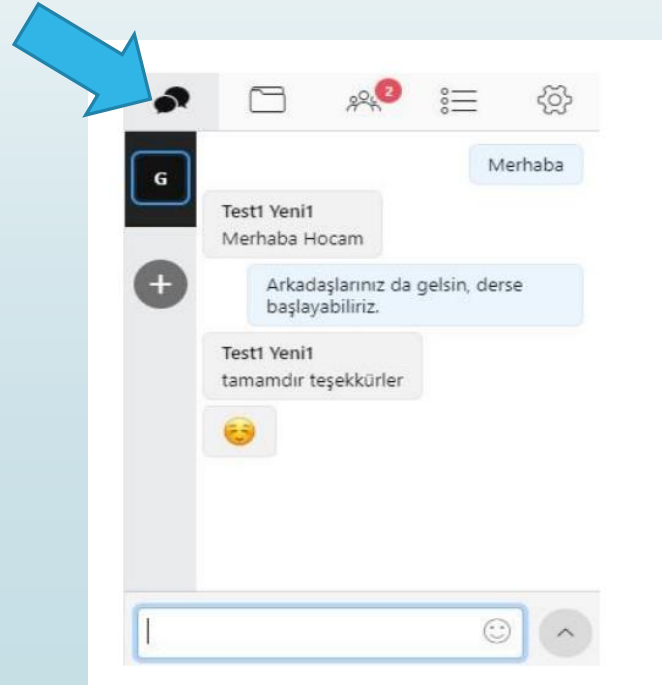 2
G
Merhaba
Test1 Yeni1
Merhaba Hocam
Arkadaşlarınız da gelsin, derse
başlayabiliriz.
Test1 Yeni1
tamamdır teşekkürler